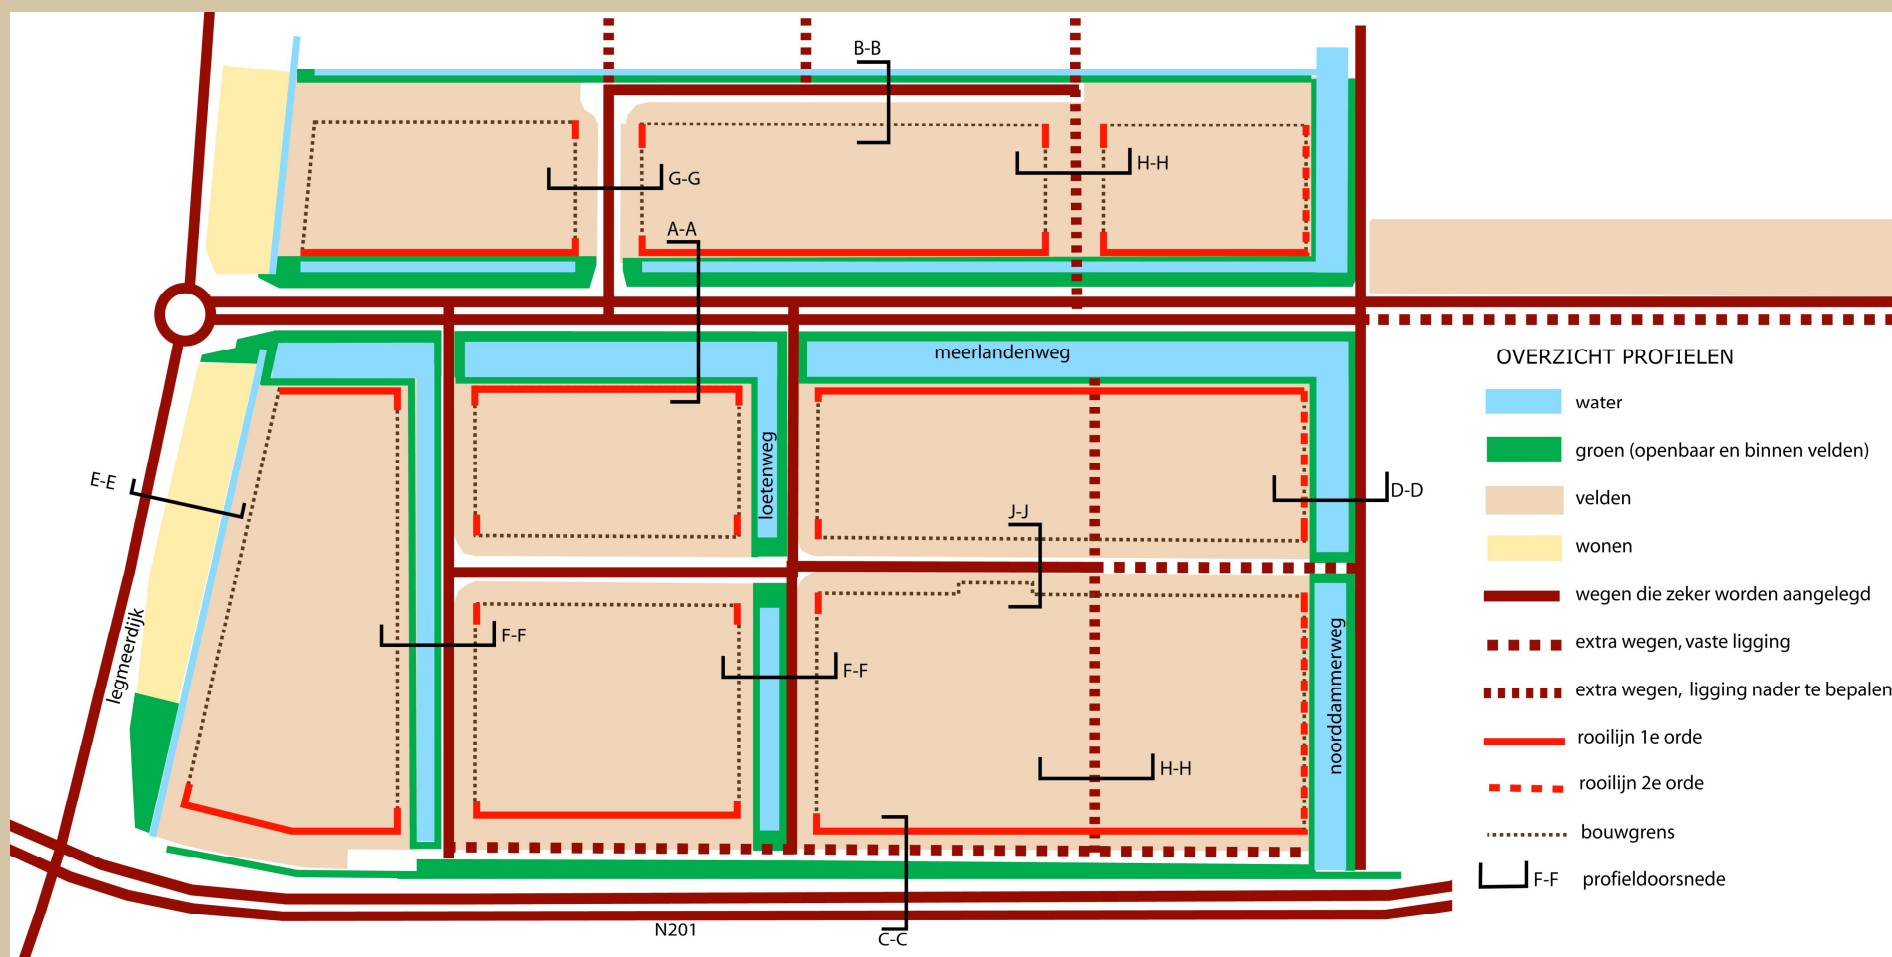 B-B
H-H
G-G
A-A
meerlandenweg
loetenweg
E-E
D-D
J-J
F-F
F-F
legmeerdijk
noorddammerweg
H-H
N201
C-C
OVERZICHT PROFIELEN
water
groen (openbaar en binnen velden)
velden
wonen
wegen die zeker worden aangelegd
extra wegen, vaste ligging
extra wegen, ligging nader te bepalen
rooilijn 1e orde
rooilijn 2e orde
bouwgrens
F-F profieldoorsnede